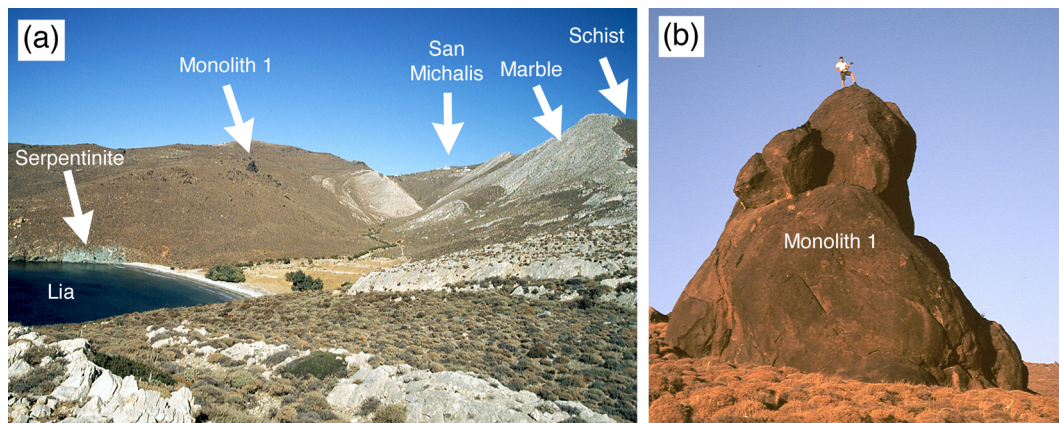 (a)
Monolith 1
San
Michalis
Marble
Schist
Serpentinite
Lia
(b)
Monolith 1